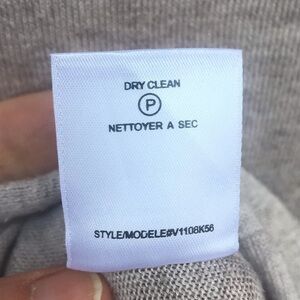 DRY CLEAN
P
NETTOYER A SEC
STYLE/MODELE#V1108K56